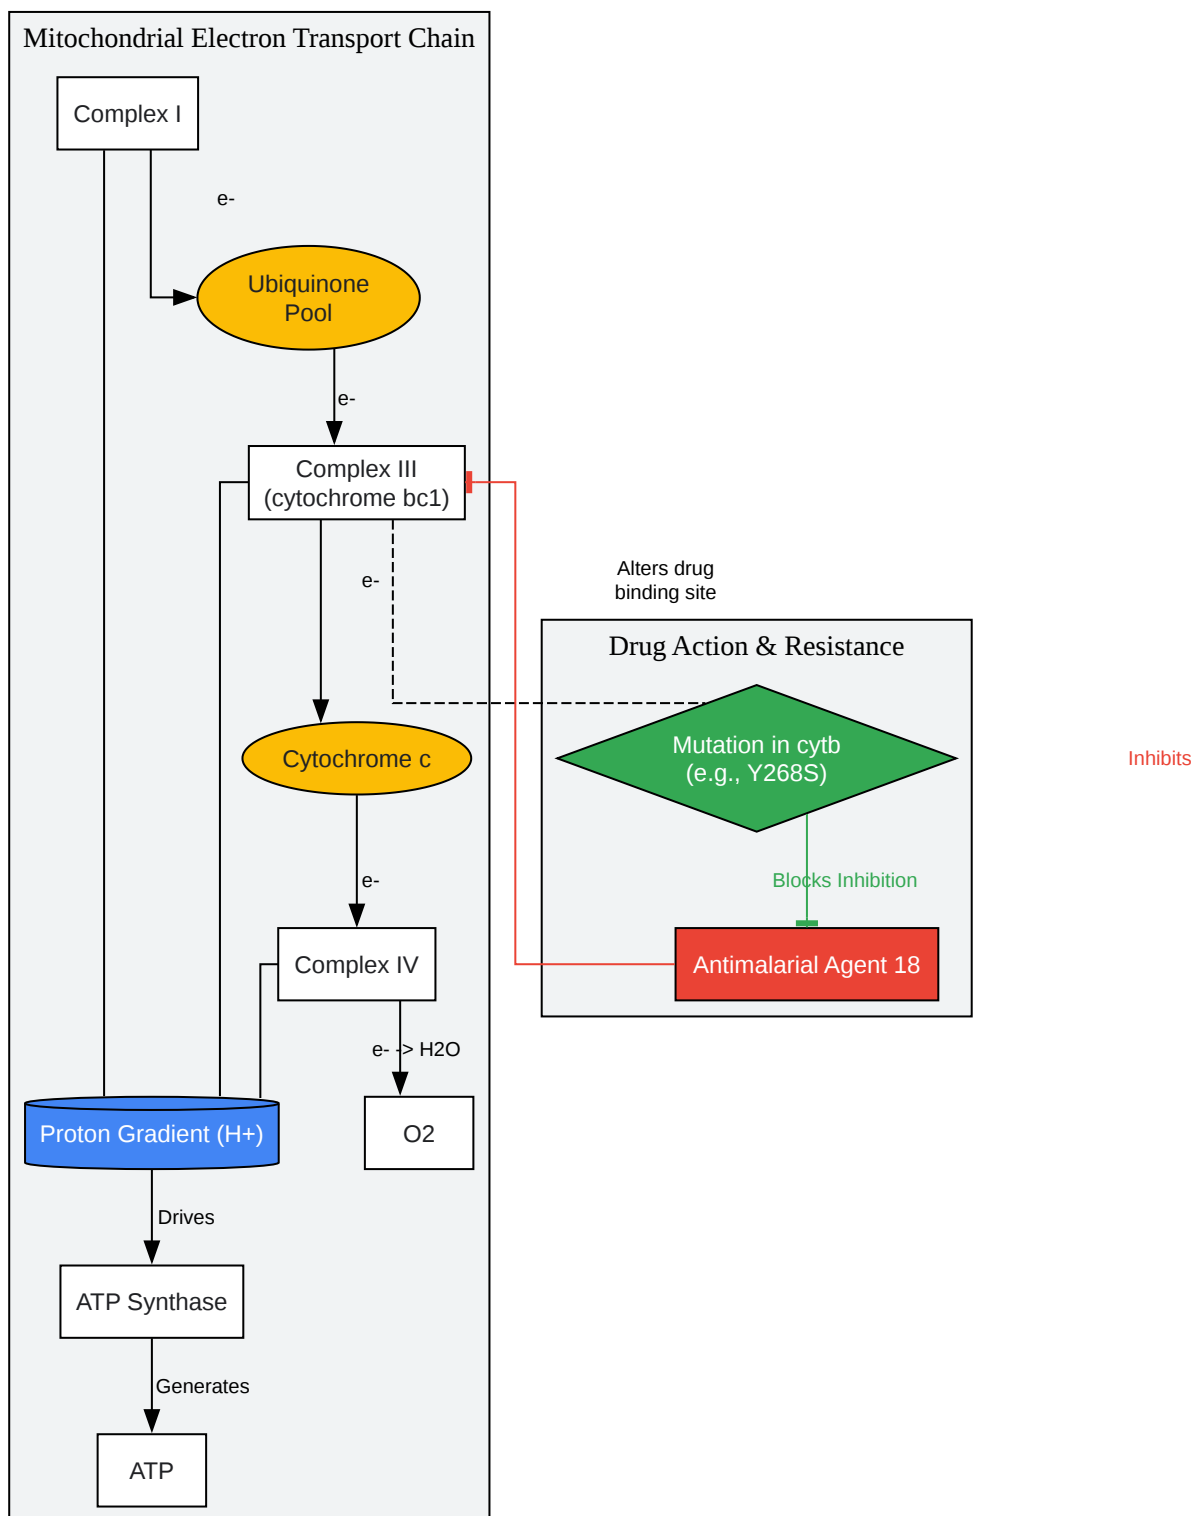 Mitochondrial Electron Transport Chain
Complex I
e-
Ubiquinone
Pool
e-
Complex III
(cytochrome bc1)
e-
Alters drug
binding site
Drug Action & Resistance
Mutation in cytb
(e.g., Y268S)
Inhibits
Cytochrome c
e-
Blocks Inhibition
Complex IV
Antimalarial Agent 18
e- -> H2O
Proton Gradient (H+)
O2
Drives
ATP Synthase
Generates
ATP